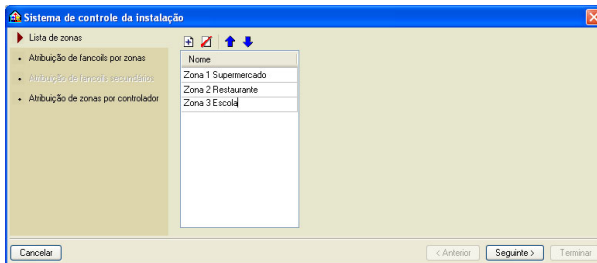 Sistema de controle da instalação
Lista de zonas
Atribuição de fancoils por zonas
Atribuição de fancoils secundários
Atribuição de zonas por controlador
Nome
Zona 1 Supermercado
Zona 2 Restaurante
Zona 3 Escola
Cancelar
< Anterior
Seguinte >
Terminar